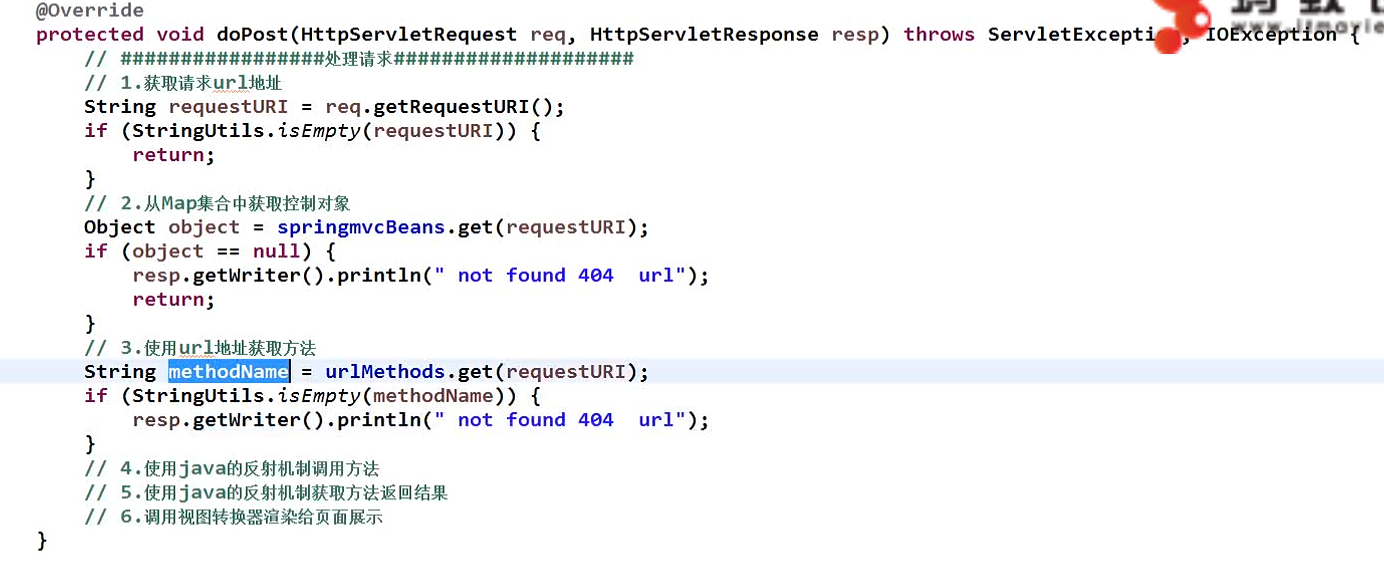 @Override
protected void doPost(HttpServletRequest req, HttpServletResponse resp) throws ServletExcepti , IOException {
// #################处理请求####################
// 1.获取请求url地址
String requestURI = req.getRequestURI();
if (StringUtils.isEmpty(requestURI)) {
return;
}
// 2.从Map集合中获取控制对象
Object object = springmvcBeans.get(requestURI);
if (object == null) {
resp.getWriter().println(" not found 404  url");
return;
}
// 3.使用url地址获取方法
String methodName = urlMethods.get(requestURI);
if (StringUtils.isEmpty(methodName)) {
resp.getWriter().println(" not found 404  url");
}
// 4.使用java的反射机制调用方法
// 5.使用java的反射机制获取方法返回结果
// 6.调用视图转换器渲染给页面展示
}